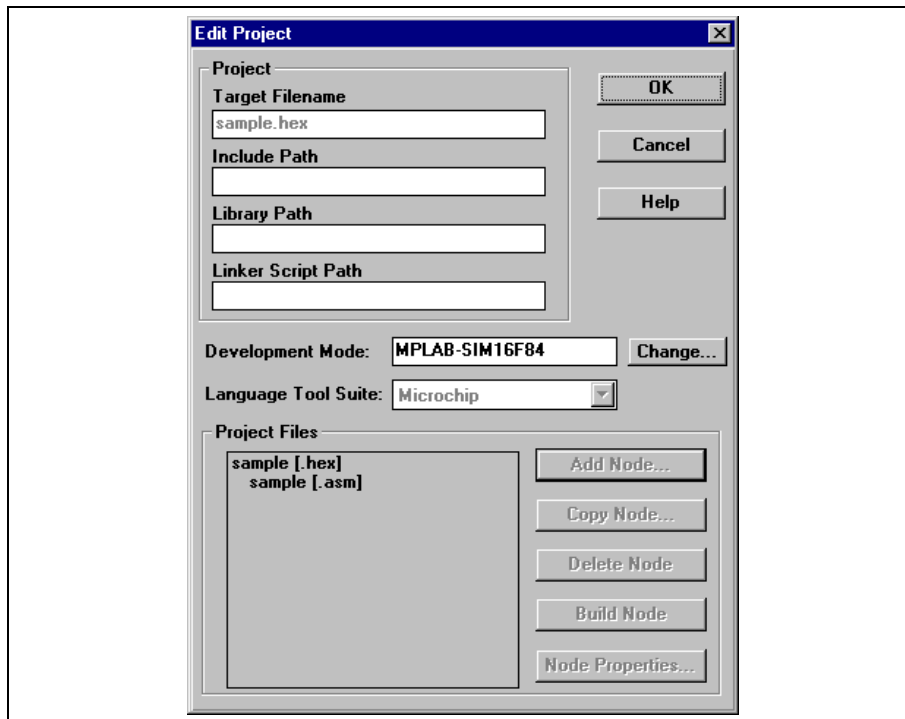 Edit Project
Project
Target Filename
sample.hex
Include Path
Library Path
Linker Script Path
OK
Cancel
Help
Development Mode: MPLAB-SIM16F84 Change...
Language Tool Suite: Microchip
Project Files
sample [.hex]
sample [.asm]
Add Node...
Copy Node...
Delete Node
Build Node
Node Properties...